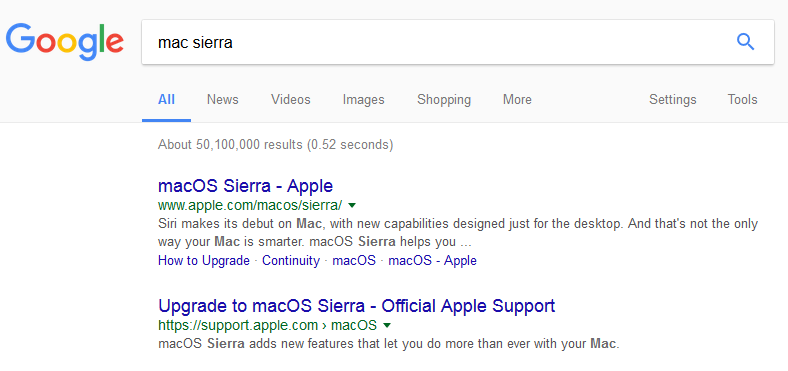 Google
mac sierra
All News Videos Images Shopping More Settings Tools
About 50,100,000 results (0.52 seconds)
macOS Sierra - Apple
www.apple.com/macos/sierra/
Siri makes its debut on Mac, with new capabilities designed just for the desktop. And that's not the only
way your Mac is smarter. macOS Sierra helps you ...
How to Upgrade · Continuity · macOS · macOS - Apple
Upgrade to macOS Sierra - Official Apple Support
https://support.apple.com › macOS
macOS Sierra adds new features that let you do more than ever with your Mac.